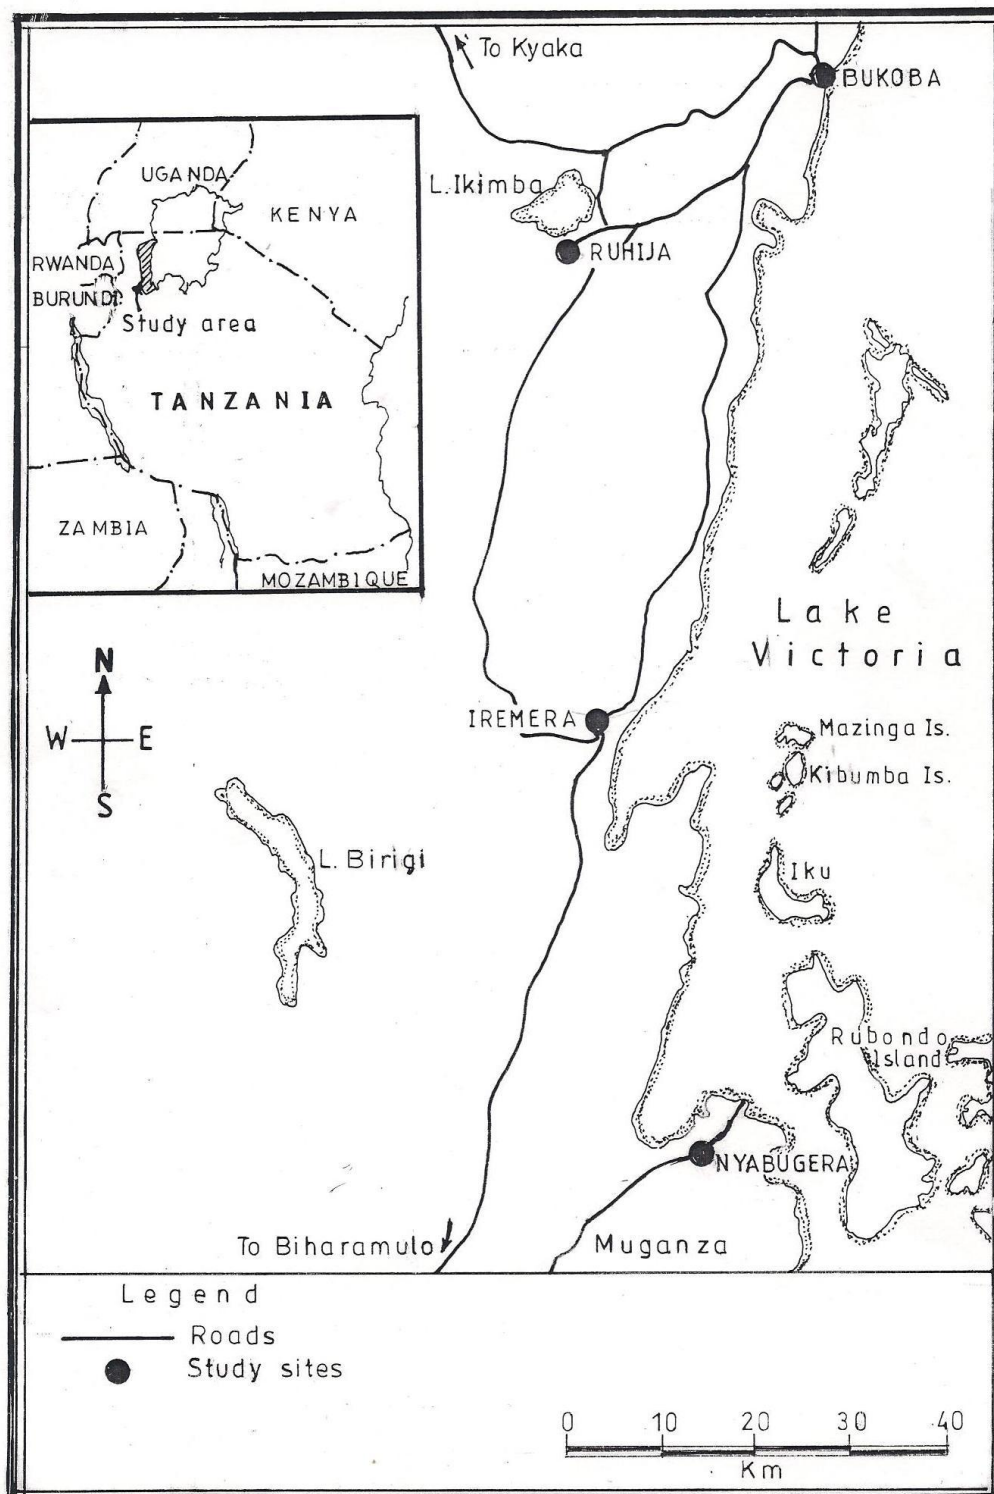 To Kyaka
BUKOBA
L. Ikimba
RUHIJA
UGANDA
KENYA
RWANDA
BURUNDI
Study area
TANZANIA
ZAMBIA
MOZAMBIQUE
Lake
Victoria
N
W E
S
IREMERA
Mazinga Is.
Kibumba Is.
L. Birigi
Iku
Rubondo
Island
NYABUGERA
To Biharamulo
Muganza
Legend
Roads
Study sites
0 10 20 30 40
Km